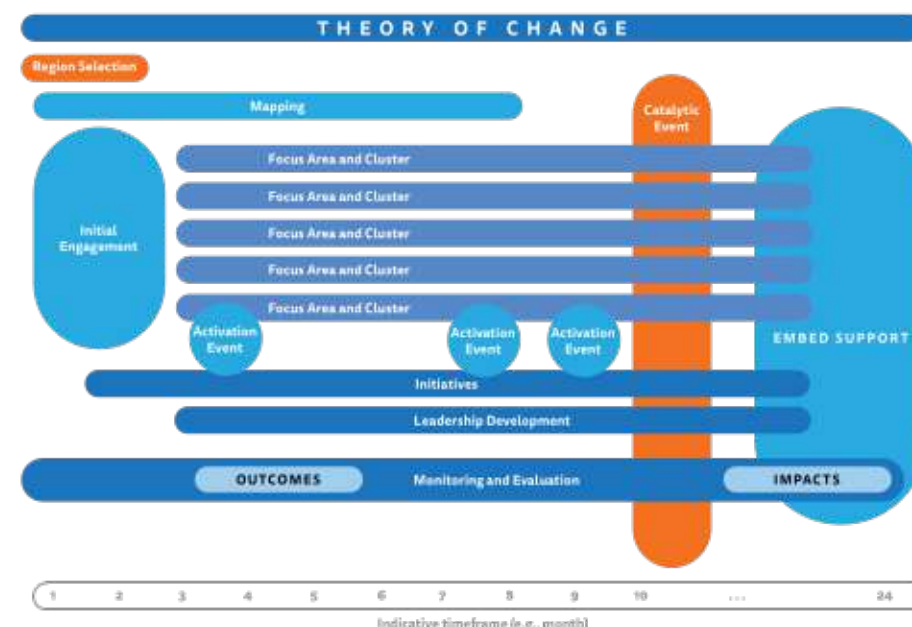 THEORY OF CHANGE
Region Selection
Mapping
Catalytic
Event
Focus Area and Cluster
Focus Area and Cluster
Initial
Engagement
Focus Area and Cluster
Focus Area and Cluster
Focus Area and Cluster
Activation
Event
Activation
Event
Activation
Event
EMBED SUPPORT
Initiatives
Leadership Development
OUTCOMES
Monitoring and Evaluation
IMPACTS
1 2 3 4 5 6 7 8 9 10 ... 24
Indicative timeframe (e.g., month)